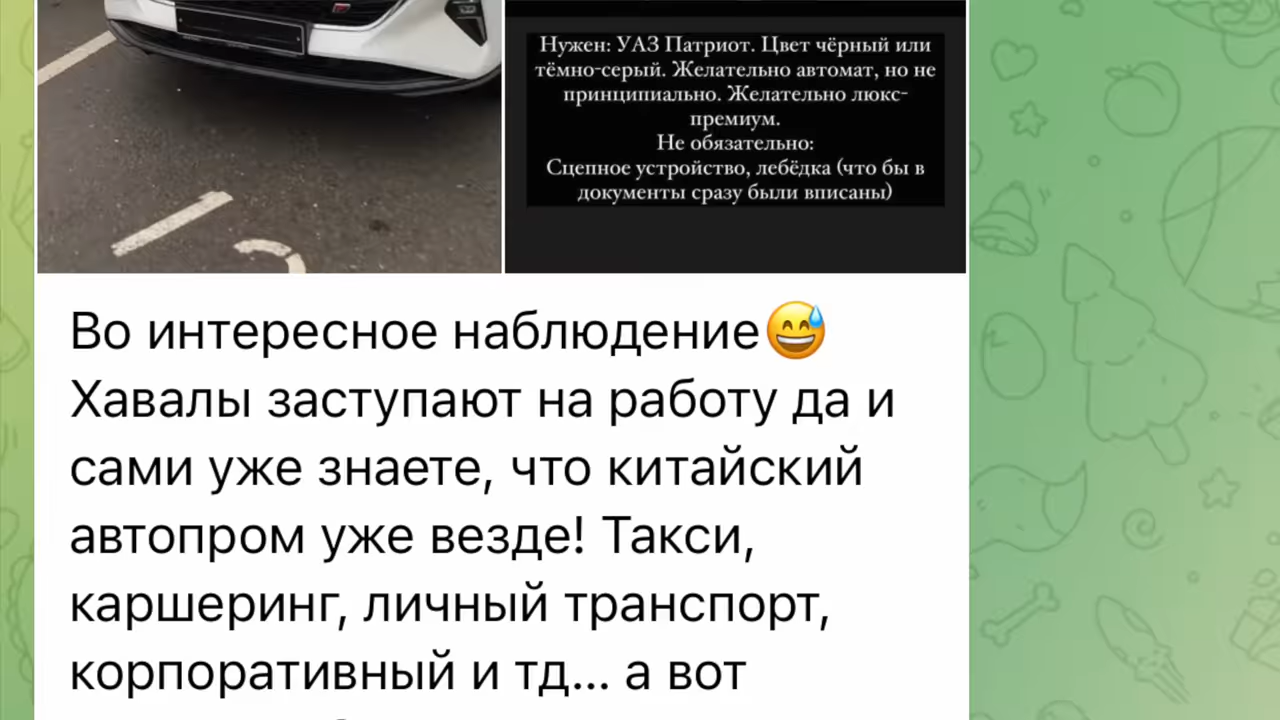 Нужен: УАЗ Патриот. Цвет чёрный или
тёмно-серый. Желательно автомат, но не
принципиально. Желательно люкс-
премиум.
Не обязательно:
Сцепное устройство, лебёдка (что бы в
документы сразу были вписаны)
Во интересное наблюдение😅
Хавалы заступают на работу да и
сами уже знаете, что китайский
автопром уже везде! Такси,
каршеринг, личный транспорт,
корпоративный и тд... а вот